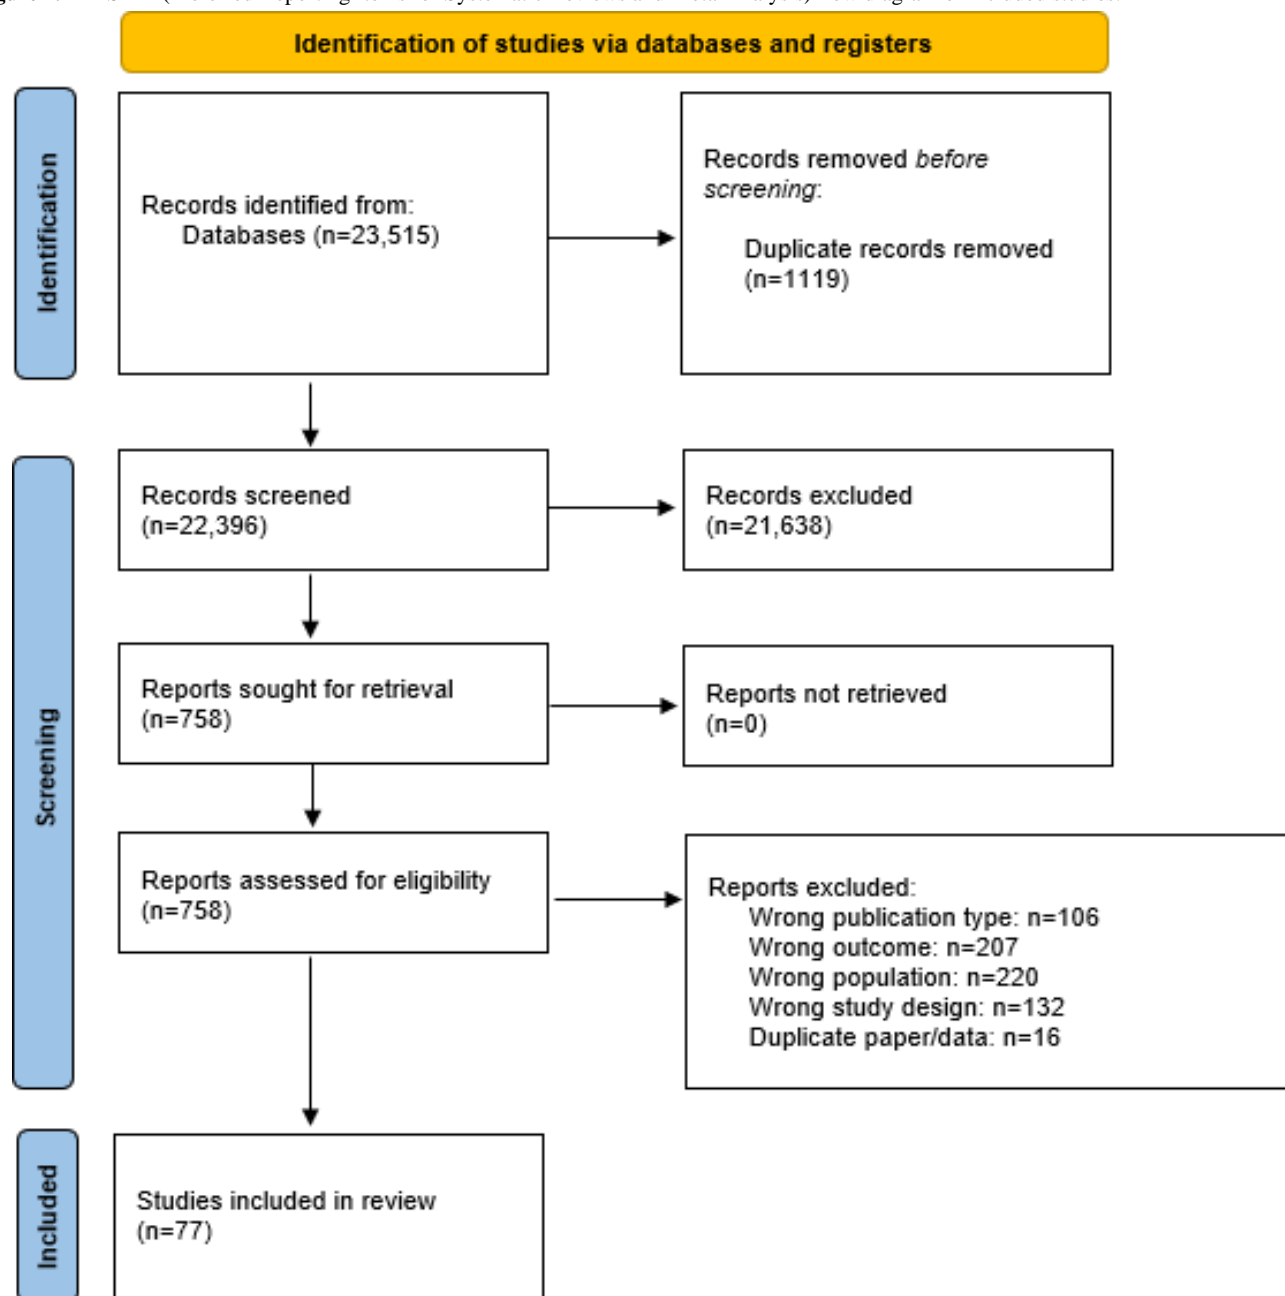 Identification of studies via databases and registers
Identification
Records identified from:
Databases (n=23,515)
Records removed before
screening:
Duplicate records removed
(n=1119)
Screening
Records screened
(n=22,396)
Records excluded
(n=21,638)
Reports sought for retrieval
(n=758)
Reports not retrieved
(n=0)
Reports assessed for eligibility
(n=758)
Reports excluded:
Wrong publication type: n=106
Wrong outcome: n=207
Wrong population: n=220
Wrong study design: n=132
Duplicate paper/data: n=16
Included
Studies included in review
(n=77)